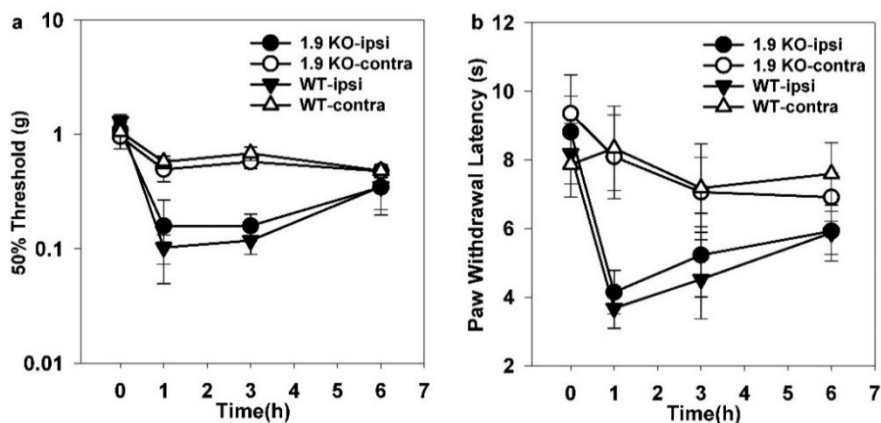 a
10
1
0.1
0.01
50% Threshold (g)
1.9 KO-ipsi
1.9 KO-contra
WT-ipsi
WT-contra
0 1 2 3 4 5 6 7
Time(h)
b
12
10
8
6
4
2
Paw Withdrawal Latency (s)
1.9 KO-ipsi
1.9 KO-contra
WT-ipsi
WT-contra
0 1 2 3 4 5 6 7
Time(h)